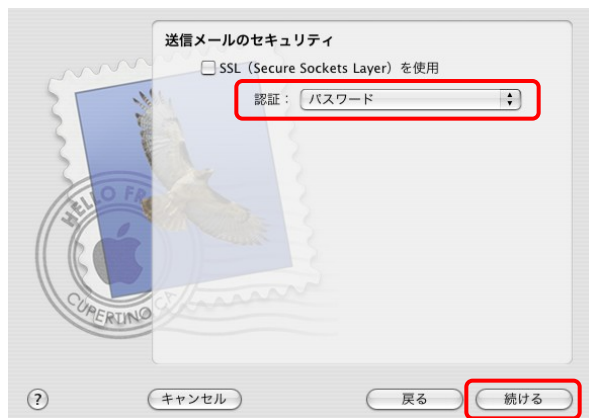 送信メールのセキュリティ
SSL（Secure Sockets Layer）を使用
認証： パスワード
HELLO FR
CUPERTINO CA
? キャンセル 戻る 続ける